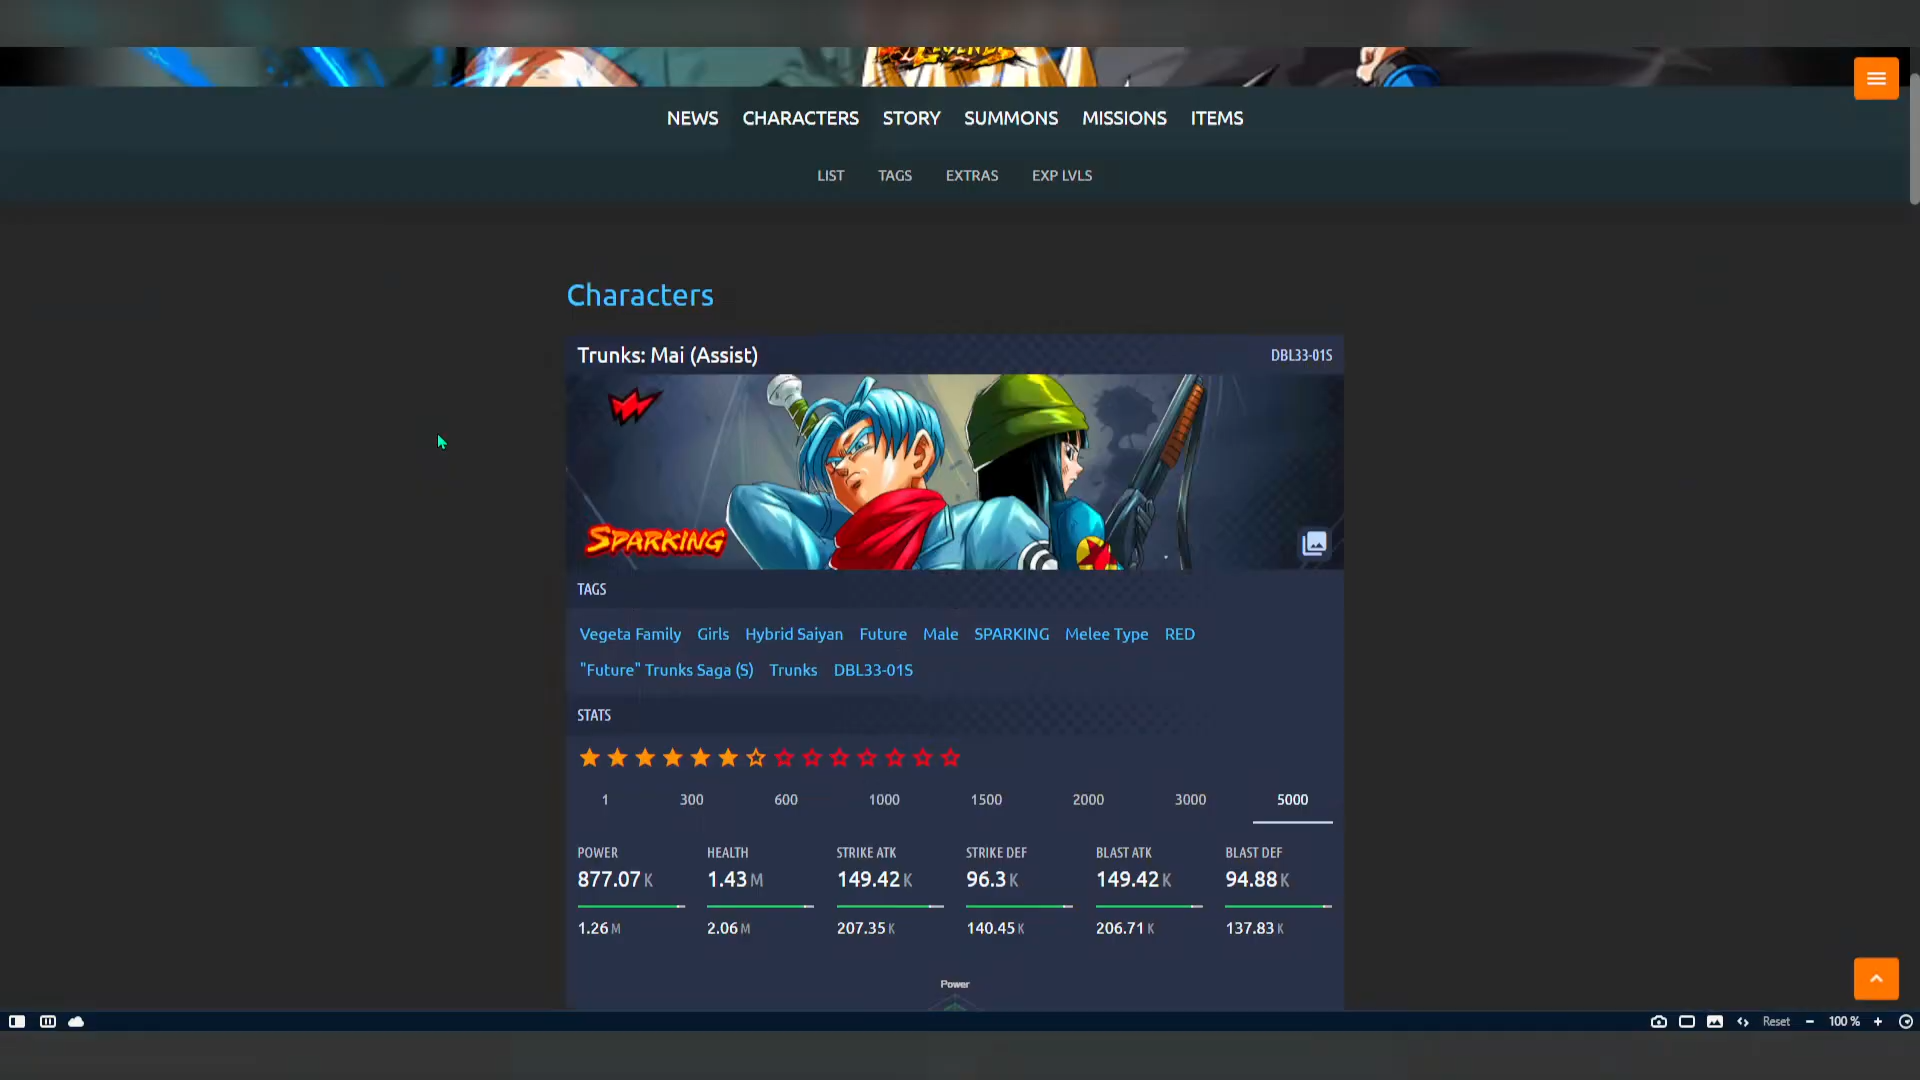 NEWS CHARACTERS STORY SUMMONS MISSIONS ITEMS
LIST TAGS EXTRAS EXP LVLS
Characters
Trunks: Mai (Assist) DBL33-01S
SPARKING
TAGS
Vegeta Family Girls Hybrid Saiyan Future Male SPARKING Melee Type RED
"Future" Trunks Saga (S) Trunks DBL33-01S
STATS
1 300 600 1000 1500 2000 3000 5000
POWER HEALTH STRIKE ATK STRIKE DEF BLAST ATK BLAST DEF
877.07 K 1.43 M 149.42 K 96.3 K 149.42 K 94.88 K
1.26 M 2.06 M 207.35 K 140.45 K 206.71 K 137.83 K
Power
Reset − 100 % +